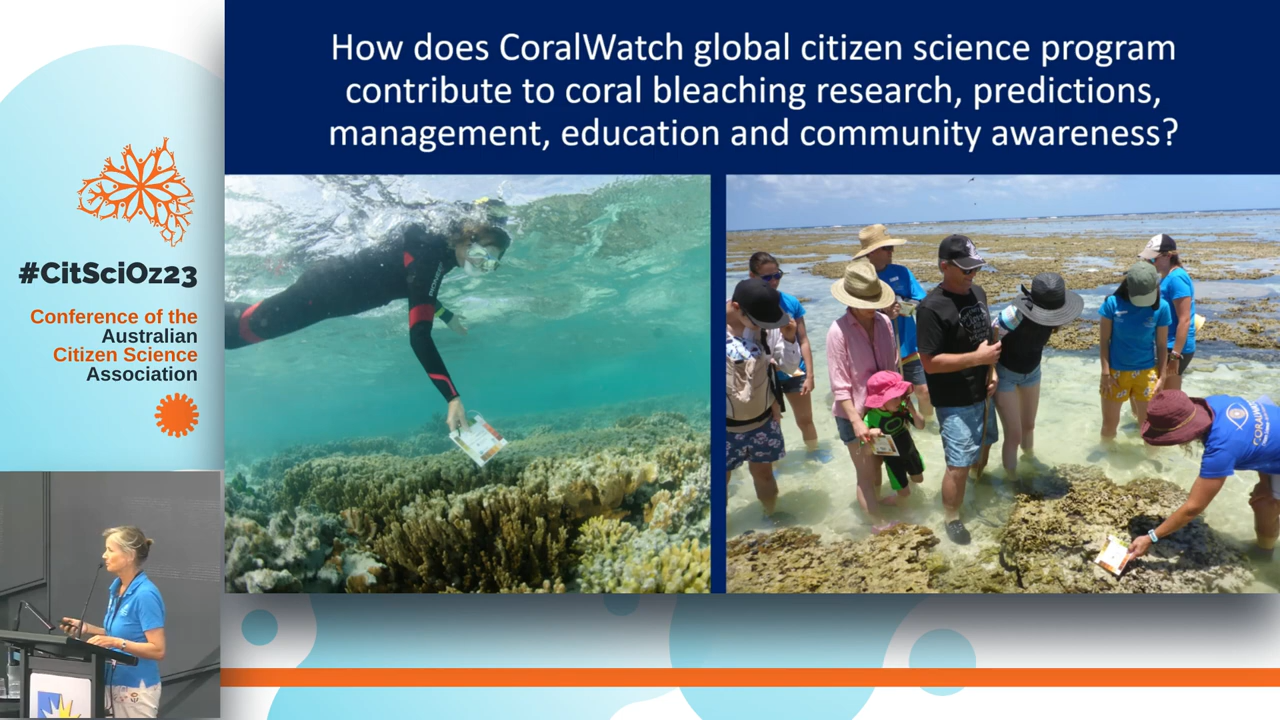 How does CoralWatch global citizen science program
contribute to coral bleaching research, predictions,
management, education and community awareness?
#CitSciOz23
Conference of the
Australian
Citizen Science
Association
CORALWATCH